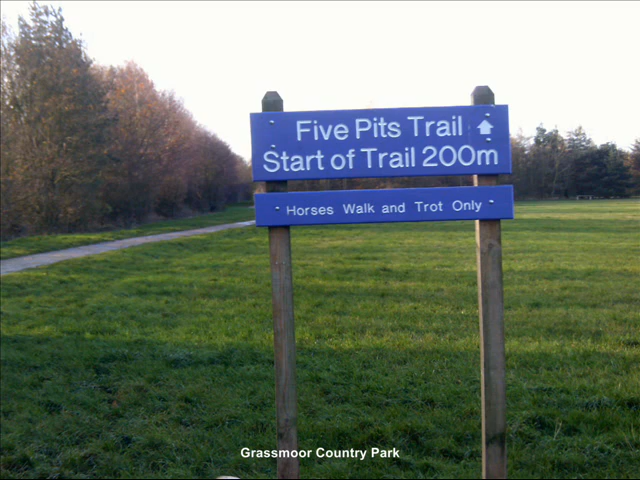 Five Pits Trail
Start of Trail 200m
Horses Walk and Trot Only
Grassmoor Country Park